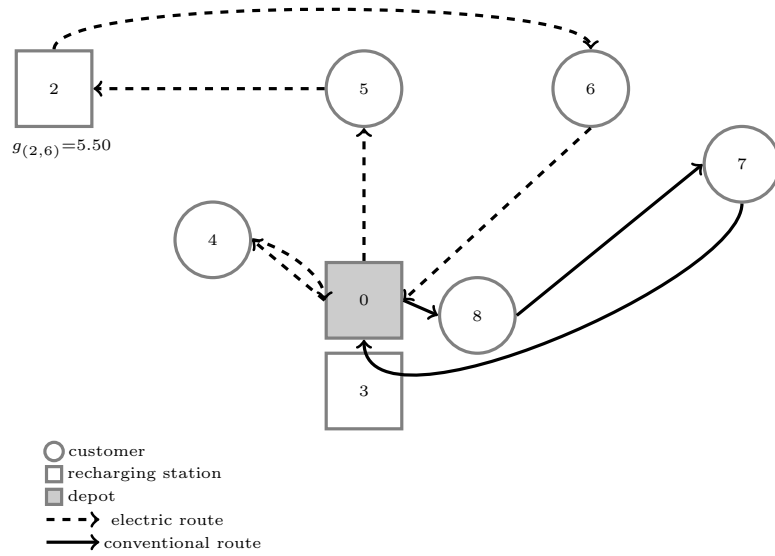 2
5
6
g(2,6)=5.50
7
4
0
8
3
customer
recharging station
depot
electric route
conventional route